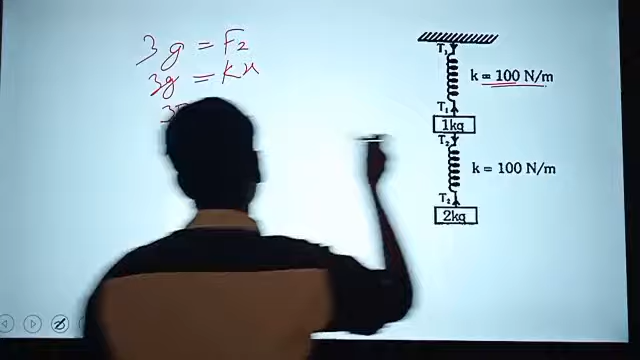 3g = F2
3g = Kx
T₁
k = 100 N/m
T₁
1kg
T₂
k = 100 N/m
T₂
2kg